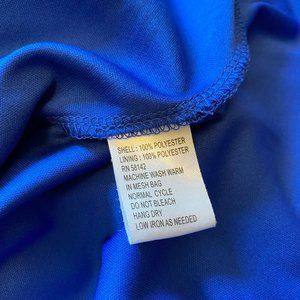 SHELL : 100% POLYESTER
LINING : 100% POLYESTER
RN 58142
MACHINE WASH WARM
IN MESH BAG
NORMAL CYCLE
DO NOT BLEACH
HANG DRY
LOW IRON AS NEEDED